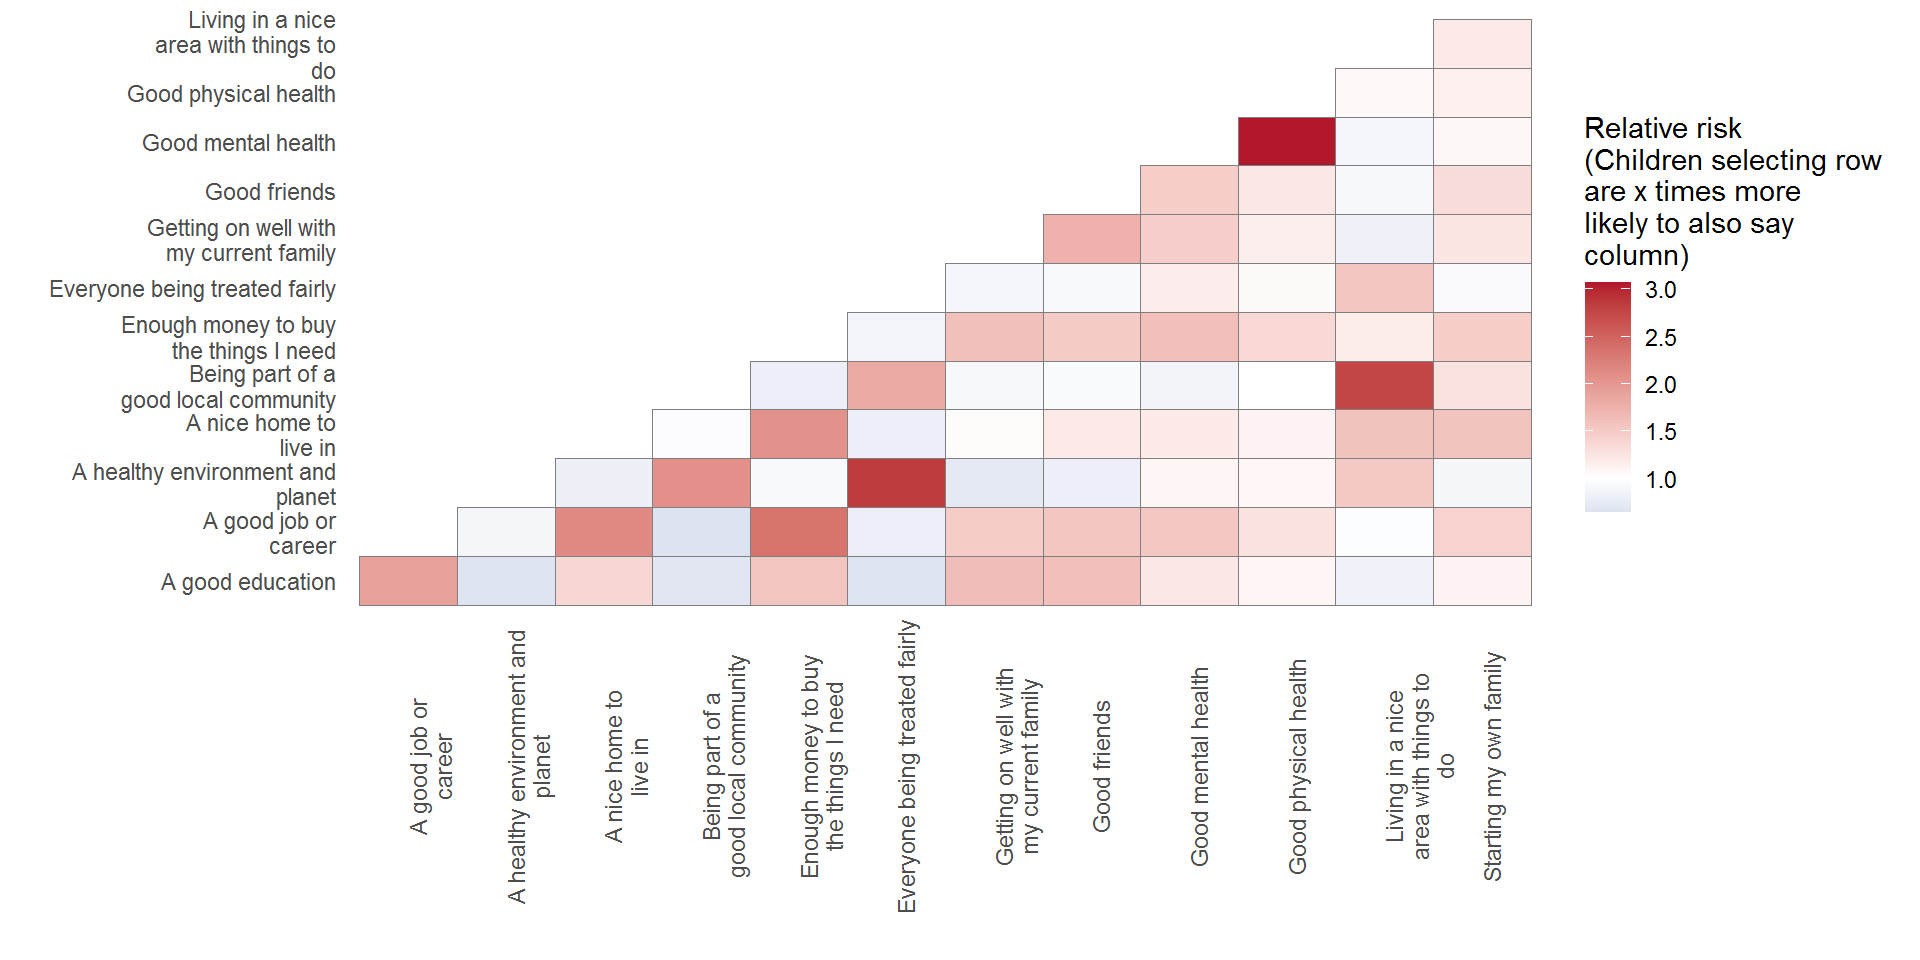 Living in a nice
area with things to
do
Good physical health
Good mental health
Good friends
Getting on well with
my current family
Everyone being treated fairly
Enough money to buy
the things I need
Being part of a
good local community
A nice home to
live in
A healthy environment and
planet
A good job or
career
A good education
A good job or
career
A healthy environment and
planet
A nice home to
live in
Being part of a
good local community
Enough money to buy
the things I need
Everyone being treated fairly
Getting on well with
my current family
Good friends
Good mental health
Good physical health
Living in a nice
area with things to
do
Starting my own family
Relative risk
(Children selecting row
are x times more
likely to also say
column)
3.0
2.5
2.0
1.5
1.0